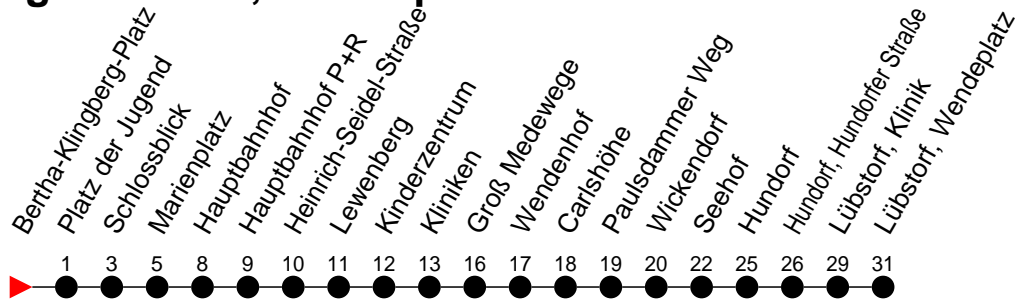 Bertha-Klingberg-Platz
Platz der Jugend
Schlossblick
Marienplatz
Hauptbahnhof
Hauptbahnhof P+R
Heinrich-Seidel-Straße
Lewenberg
Kinderzentrum
Kliniken
Groß Medewege
Wendenhof
Carlshöhe
Paulsdammer Weg
Wickendorf
Seehof
Hundorf
Hundorf, Hundorfer Straße
Lübstorf, Klinik
Lübstorf, Wendeplatz
1 3 5 8 9 10 11 12 13 16 17 18 19 20 22 25 26 29 31